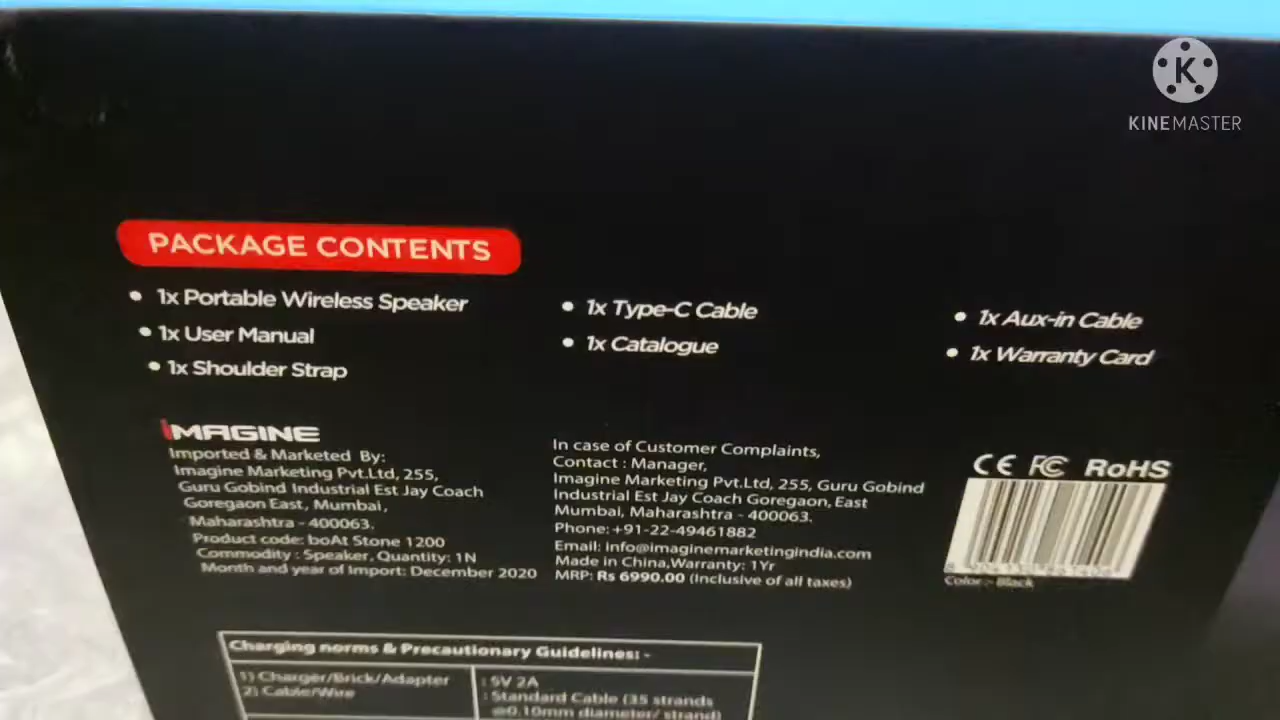 K
KINEMASTER
PACKAGE CONTENTS
• 1x Portable Wireless Speaker
• 1x User Manual
• 1x Shoulder Strap
• 1x Type-C Cable
• 1x Catalogue
• 1x Aux-in Cable
• 1x Warranty Card
iMAGINE
Imported & Marketed By:
Imagine Marketing Pvt.Ltd, 255,
Guru Gobind Industrial Est Jay Coach
Goregaon East, Mumbai,
Maharashtra - 400063.
Product code: boAt Stone 1200
Commodity : Speaker, Quantity: 1N
Month and year of Import: December 2020
In case of Customer Complaints,
Contact : Manager,
Imagine Marketing Pvt.Ltd, 255, Guru Gobind
Industrial Est Jay Coach Goregaon, East
Mumbai, Maharashtra - 400063.
Phone: +91-22-49461882
Email: info@imaginemarketingindia.com
Made in China,Warranty: 1Yr
MRP: Rs 6990.00 (Inclusive of all taxes)
CE FC RoHS
Color :- Black
Charging norms & Precautionary Guidelines: -
1) Charger/Brick/Adapter : 5V 2A
2) Cable/Wire : Standard Cable (35 strands
@0.10mm diameter/ strand)